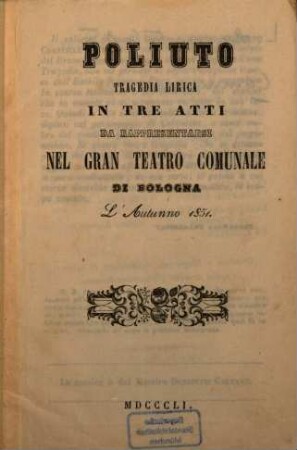 POLIUTO
TRAGEDIA LIRICA
IN TRE ATTI
DA RAPPRESENTARSI
NEL GRAN TEATRO COMUNALE
DI BOLOGNA
L'Autunno 1851.
MDCCCLI.